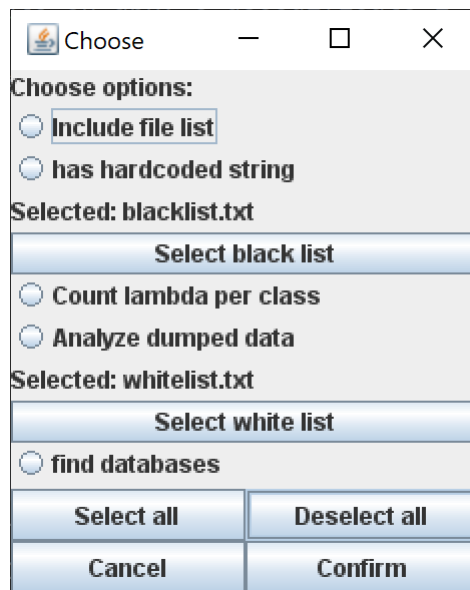 Choose
Choose options:
Include file list
has hardcoded string
Selected: blacklist.txt
Select black list
Count lambda per class
Analyze dumped data
Selected: whitelist.txt
Select white list
find databases
Select all Deselect all
Cancel Confirm